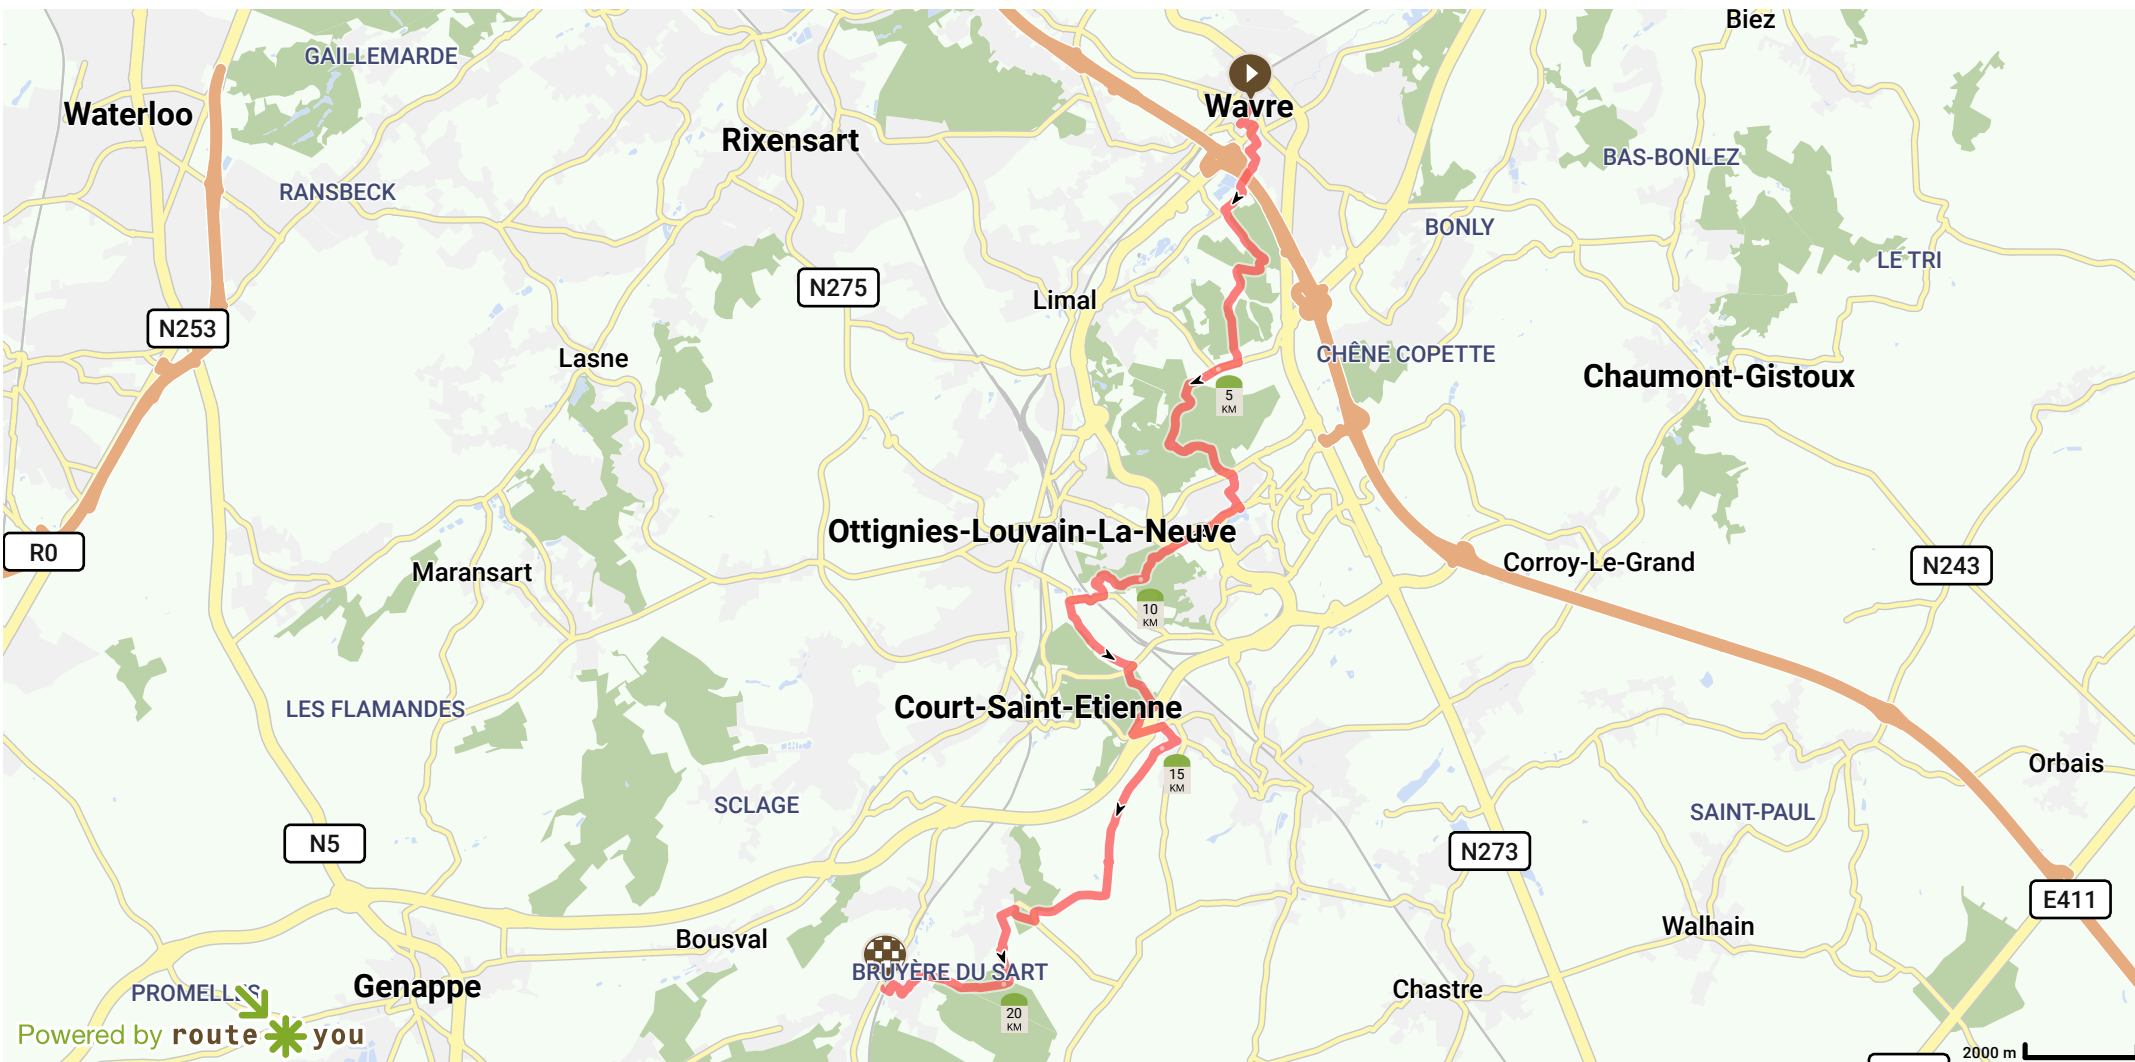 Biez
GAILLEMARDE
Waterloo
Wavre
Rixensart
BAS-BONLEZ
RANSBECK
BONLY
LE TRI
N275
Limal
N253
Lasne
CHÊNE COPETTE
Chaumont-Gistoux
5
KM
Ottignies-Louvain-La-Neuve
R0
Maransart
Corroy-Le-Grand
N243
10
KM
LES FLAMANDES
Court-Saint-Etienne
Orbais
15
KM
SCLAGE
SAINT-PAUL
N5
N273
E411
Bousval
Walhain
BRUYÈRE DU SART
Genappe
PROMELLES
Chastre
20
KM
Powered by route you
2000 m